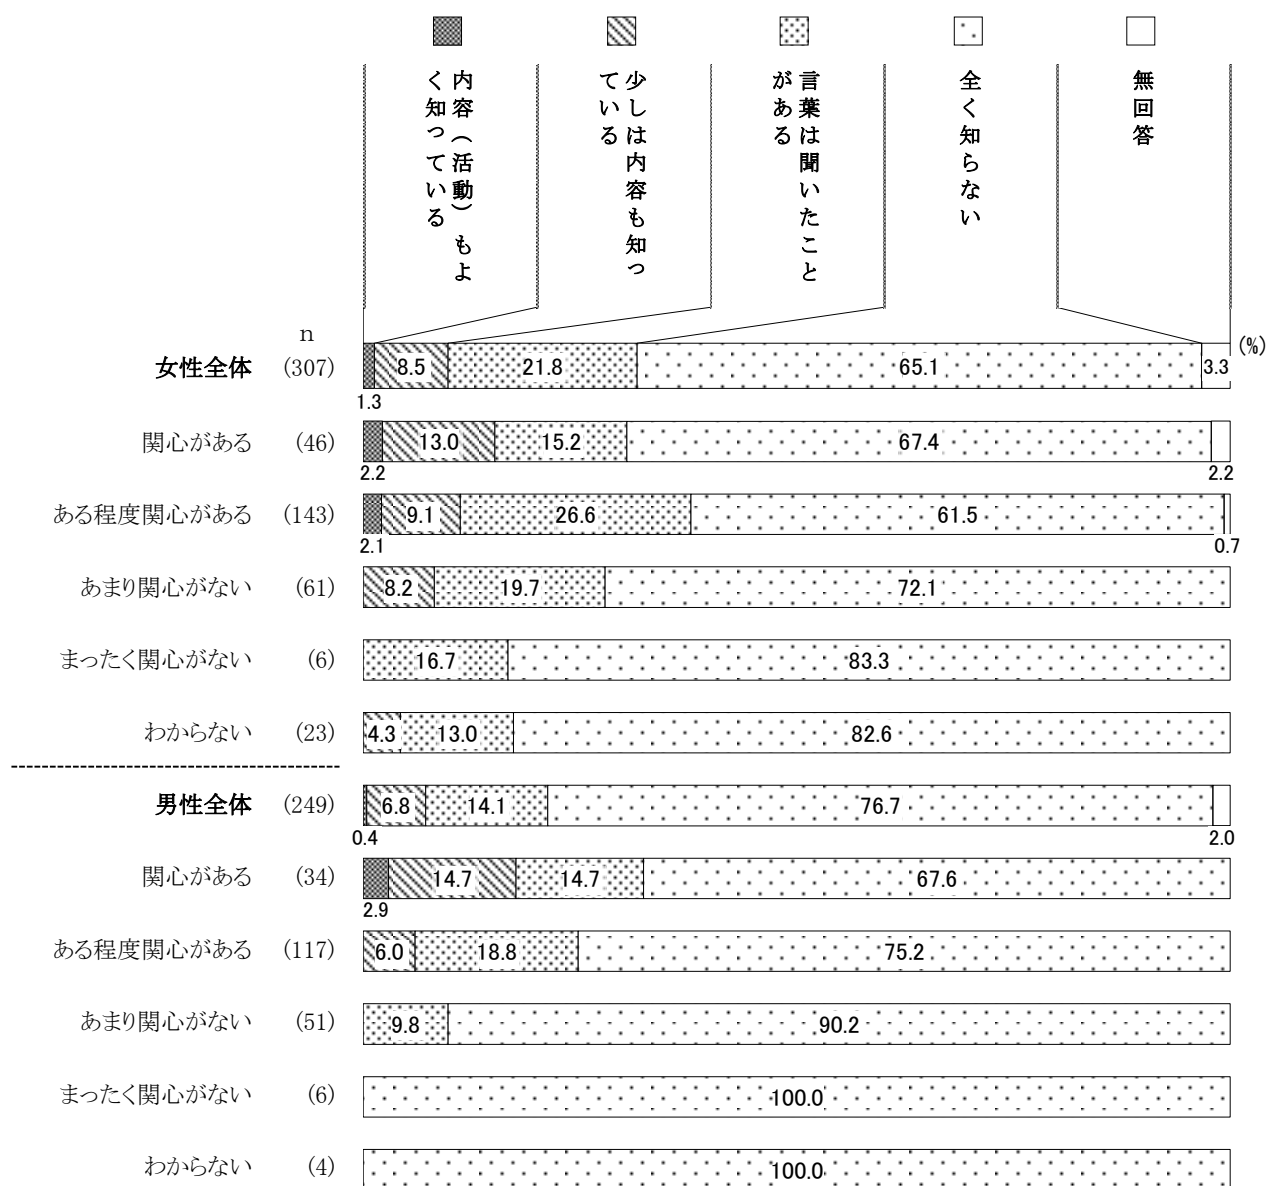 内容（活動）もよ
く知っている
少しは内容も知っ
ている
言葉は聞いたこと
がある
全く知らない
無回答
n
(%)
女性全体 (307) 8.5 21.8 65.1 3.3
1.3
関心がある (46) 13.0 15.2 67.4
2.2 2.2
ある程度関心がある (143) 9.1 26.6 61.5
2.1 0.7
あまり関心がない (61) 8.2 19.7 72.1
まったく関心がない (6) 16.7 83.3
わからない (23) 4.3 13.0 82.6
男性全体 (249) 6.8 14.1 76.7
0.4 2.0
関心がある (34) 14.7 14.7 67.6
2.9
ある程度関心がある (117) 6.0 18.8 75.2
あまり関心がない (51) 9.8 90.2
まったく関心がない (6) 100.0
わからない (4) 100.0